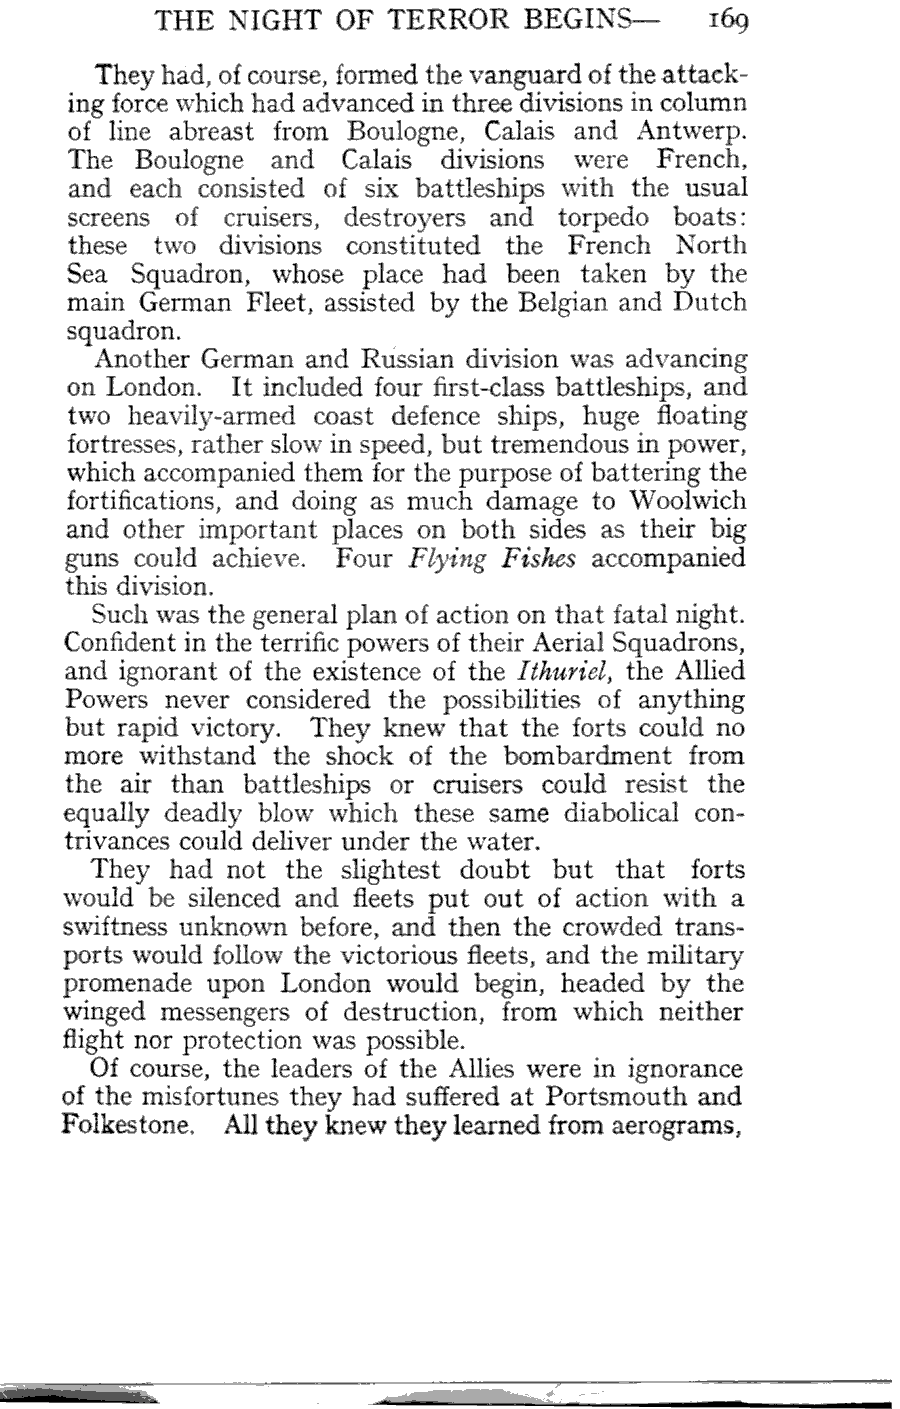 THE NIGHT OF TERROR BEGINS— 169
They had, of course, formed the vanguard of the attack-
ing force which had advanced in three divisions in column
of line abreast from Boulogne, Calais and Antwerp.
The Boulogne and Calais divisions were French,
and each consisted of six battleships with the usual
screens of cruisers, destroyers and torpedo boats:
these two divisions constituted the French North
Sea Squadron, whose place had been taken by the
main German Fleet, assisted by the Belgian and Dutch
squadron.
Another German and Russian division was advancing
on London. It included four first-class battleships, and
two heavily-armed coast defence ships, huge floating
fortresses, rather slow in speed, but tremendous in power,
which accompanied them for the purpose of battering the
fortifications, and doing as much damage to Woolwich
and other important places on both sides as their big
guns could achieve. Four Flying Fishes accompanied
this division.
Such was the general plan of action on that fatal night.
Confident in the terrific powers of their Aerial Squadrons,
and ignorant of the existence of the Ithuriel, the Allied
Powers never considered the possibilities of anything
but rapid victory. They knew that the forts could no
more withstand the shock of the bombardment from
the air than battleships or cruisers could resist the
equally deadly blow which these same diabolical con-
trivances could deliver under the water.
They had not the slightest doubt but that forts
would be silenced and fleets put out of action with a
swiftness unknown before, and then the crowded trans-
ports would follow the victorious fleets, and the military
promenade upon London would begin, headed by the
winged messengers of destruction, from which neither
flight nor protection was possible.
Of course, the leaders of the Allies were in ignorance
of the misfortunes they had suffered at Portsmouth and
Folkestone. All they knew they learned from aerograms,